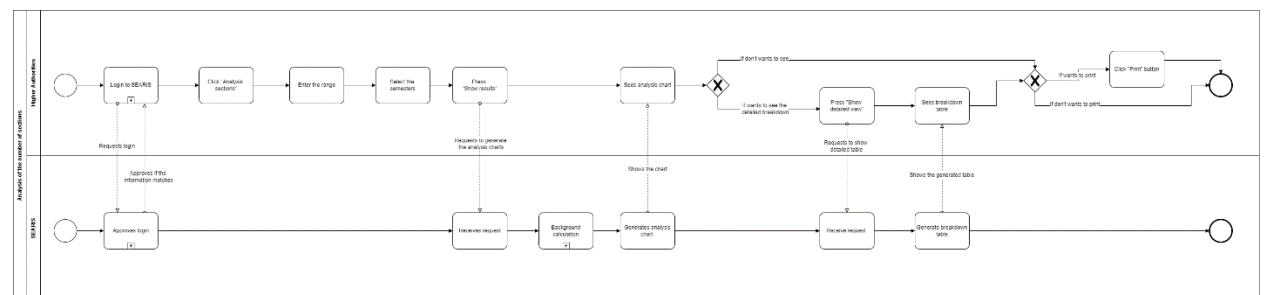 Analysis of the number of sections
Higher Authorities
Login to SEARIS
Click "Analysis
sections"
Enter the range
Select the
semesters
Press
"Show results"
Sees analysis chart
If don't wants to see
If wants to see the
detailed breakdown
Press "Show
detailed view"
Sees breakdown
table
If wants to print
Click "Print" button
If don't wants to print
Requests login
Approves if the
information matches
Requests to generate
the analysis charts
Shows the chart
Requests to show
detailed table
Shows the generated table
SEARIS
Approves login
Receives request
Background
calculation
Generates analysis
chart
Receive request
Generate breakdown
table